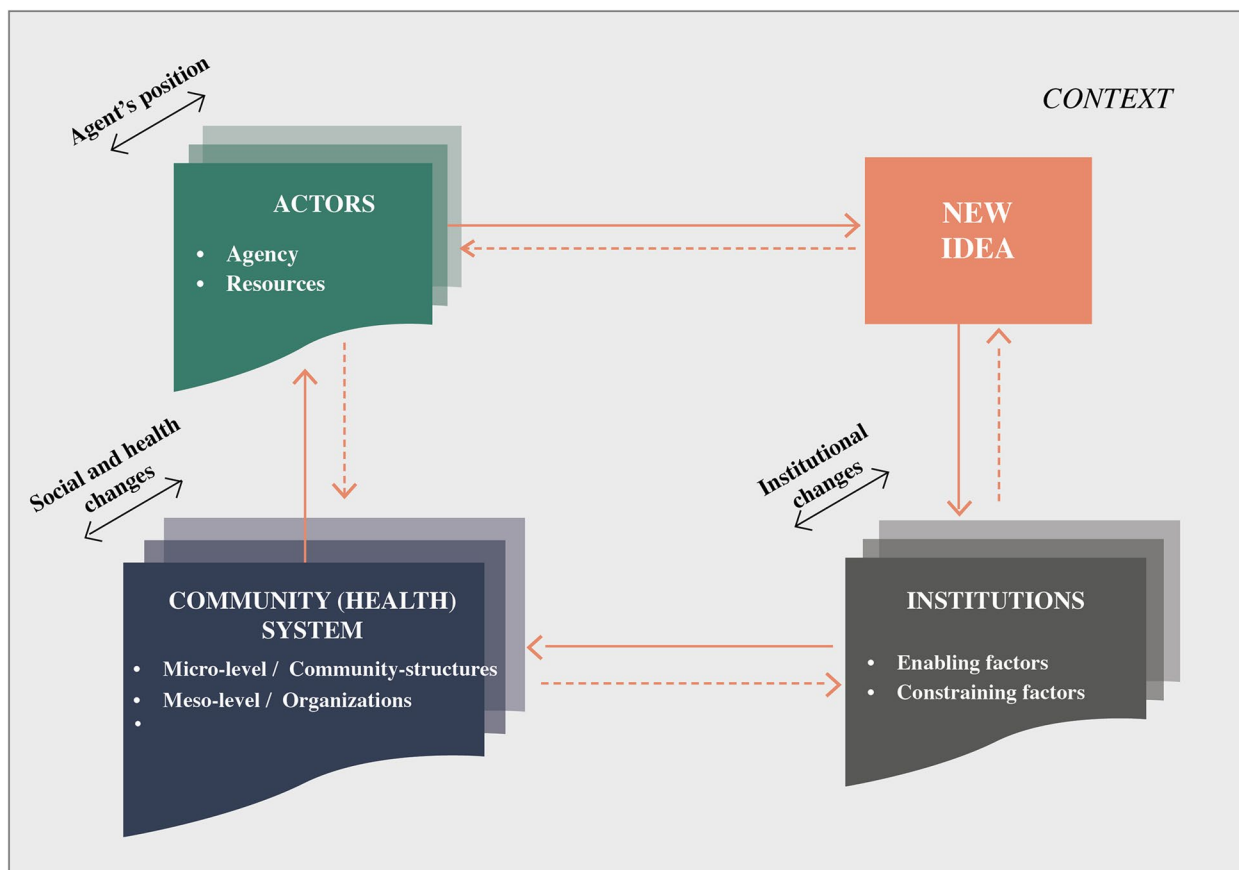 Agent's position
CONTEXT
ACTORS
• Agency
• Resources
NEW
IDEA
Social and health
changes
Institutional
changes
COMMUNITY (HEALTH)
SYSTEM
• Micro-level / Community-structures
• Meso-level / Organizations
•
INSTITUTIONS
• Enabling factors
• Constraining factors